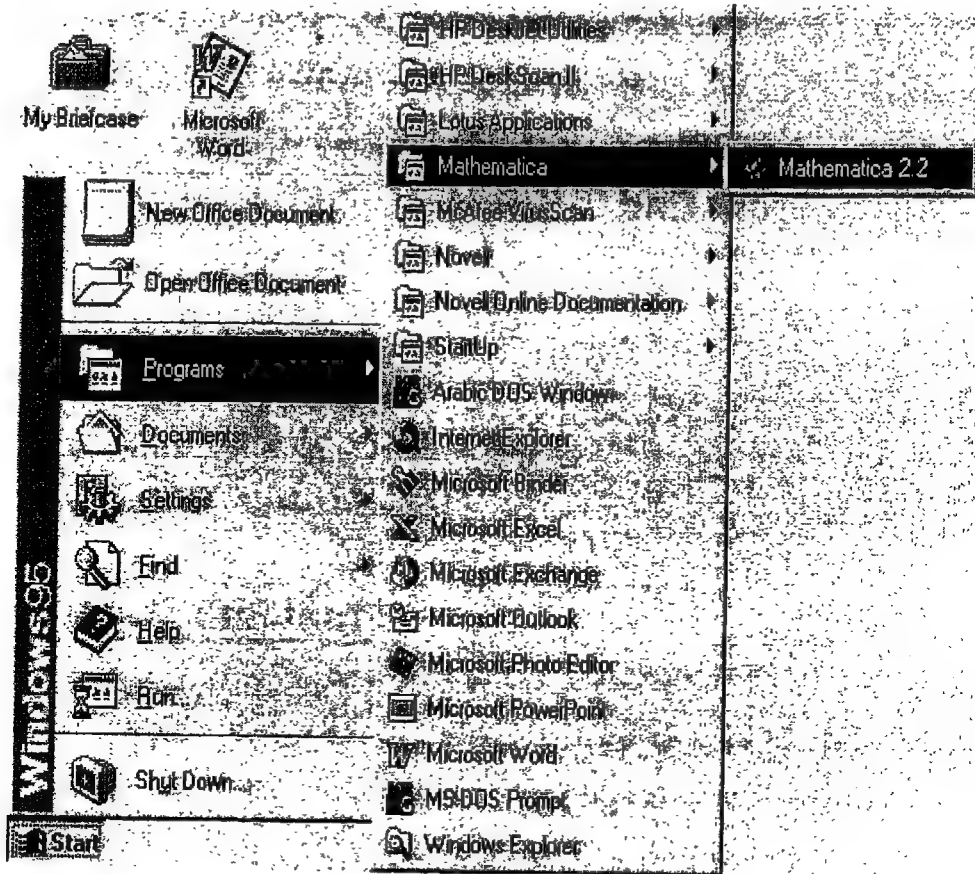 My Briefcase
Microsoft
Word
New Office Document
Open Office Document
Programs
Documents
Settings
Find
Help
Run...
Shut Down...
Windows 95
Start
HP DeskJet Utilities
HP DeskScan II
Lotus Applications
Mathematica
McAfee VirusScan
Novell
Novell Online Documentation
StartUp
Arabic DOS Window
Internet Explorer
Microsoft Binder
Microsoft Excel
Microsoft Exchange
Microsoft Outlook
Microsoft Photo Editor
Microsoft PowerPoint
Microsoft Word
MS-DOS Prompt
Windows Explorer
Mathematica 2.2